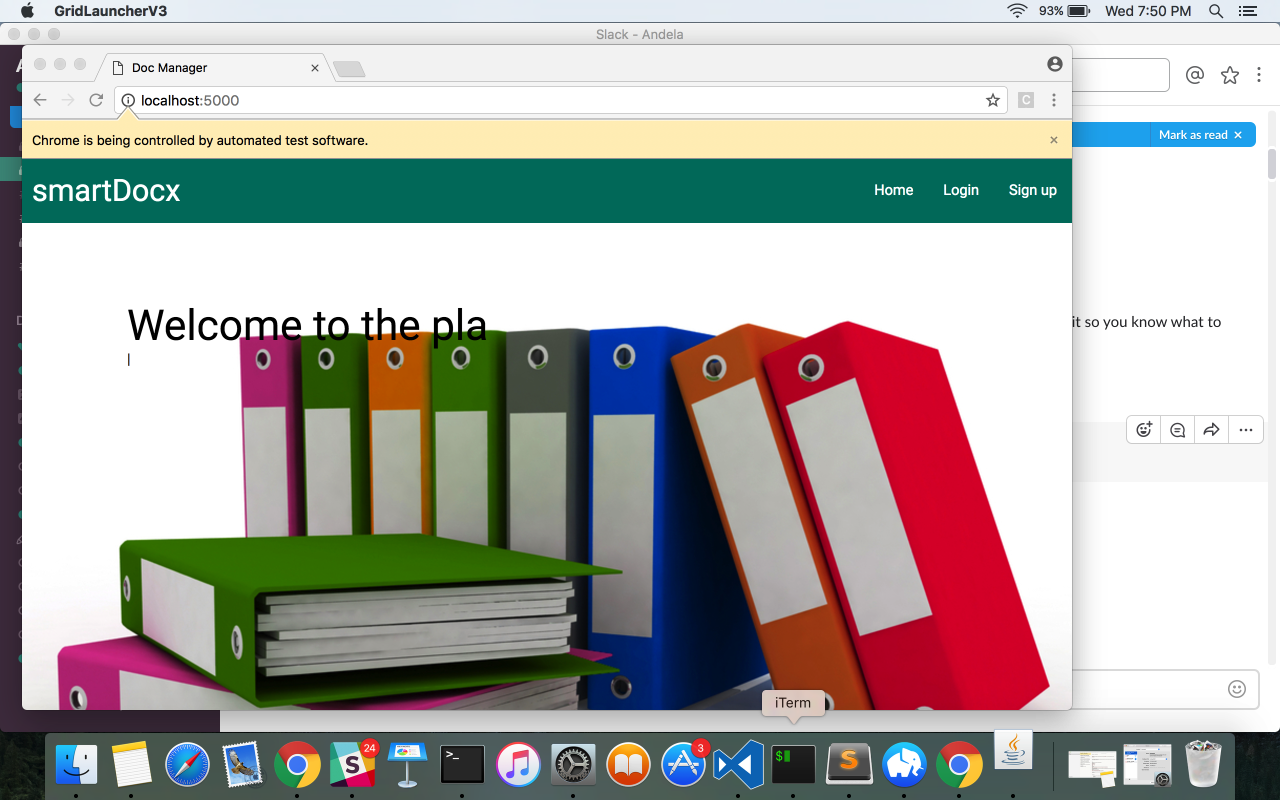 GridLauncherV3
93%
Wed 7:50 PM
Slack - Andela
Doc Manager
localhost:5000
C
Chrome is being controlled by automated test software.
Mark as read
smartDocx
Home
Login
Sign up
Welcome to the pla
it so you know what to
iTerm
24
3